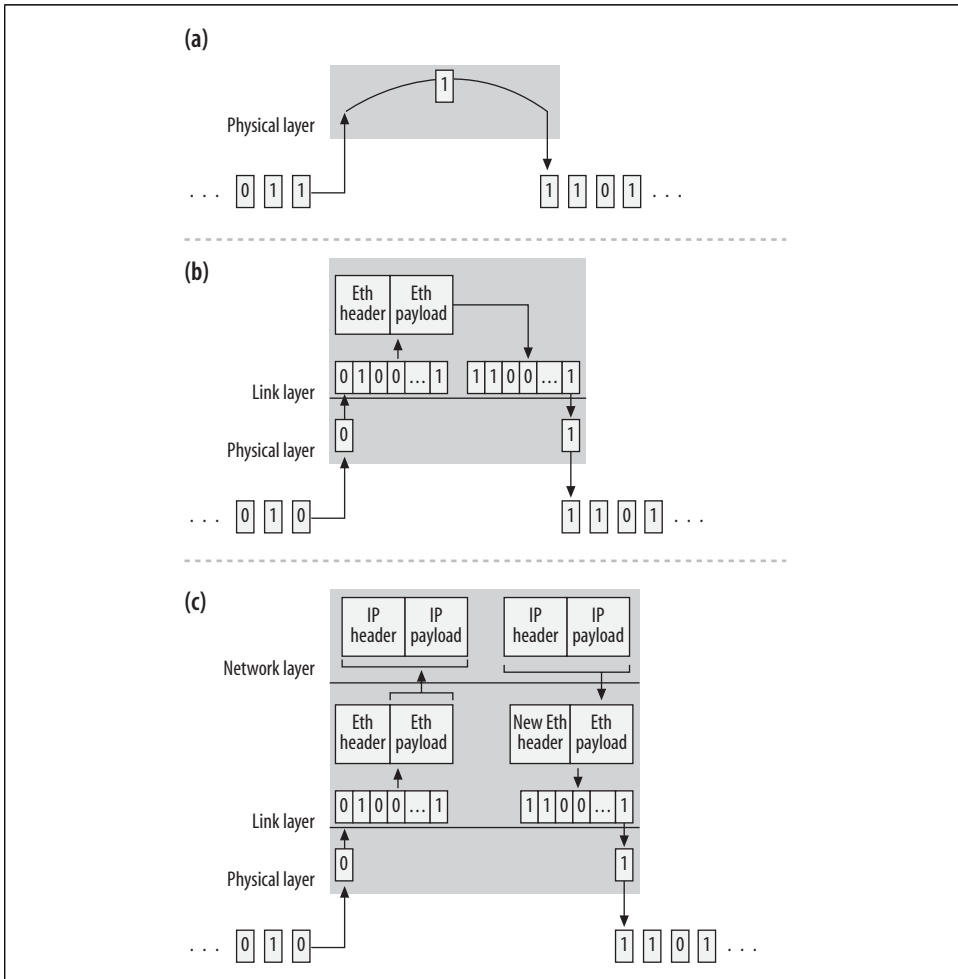 (a)
1
Physical layer
. . . 0 1 1
1 1 0 1 . . .
(b)
Eth header
Eth payload
0 1 0 0 ... 1
1 1 0 0 ... 1
Link layer
0
1
Physical layer
. . . 0 1 0
1 1 0 1 . . .
(c)
IP header
IP payload
IP header
IP payload
Network layer
Eth header
Eth payload
New Eth header
Eth payload
0 1 0 0 ... 1
1 1 0 0 ... 1
Link layer
0
1
Physical layer
. . . 0 1 0
1 1 0 1 . . .